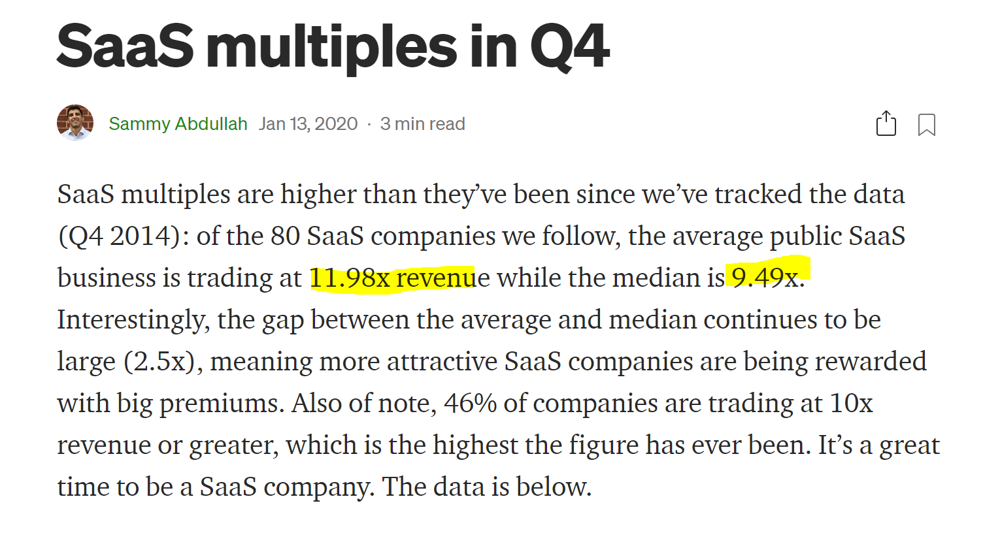 SaaS multiples in Q4
Sammy Abdullah Jan 13, 2020 · 3 min read
SaaS multiples are higher than they’ve been since we’ve tracked the data
(Q4 2014): of the 80 SaaS companies we follow, the average public SaaS
business is trading at 11.98x revenue while the median is 9.49x.
Interestingly, the gap between the average and median continues to be
large (2.5x), meaning more attractive SaaS companies are being rewarded
with big premiums. Also of note, 46% of companies are trading at 10x
revenue or greater, which is the highest the figure has ever been. It’s a great
time to be a SaaS company. The data is below.